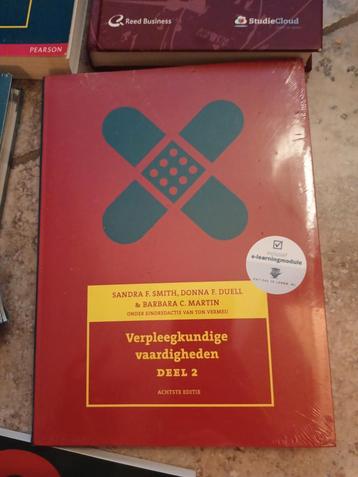 PEARSON
Reed Business
StudieCloud
inclusief
e-learningmodule
SANDRA F. SMITH, DONNA F. DUELL
& BARBARA C. MARTIN
ONDER EINDREDACTIE VAN TON VERMEIJ
Verpleegkundige
vaardigheden
DEEL 2
ACHTSTE EDITIE